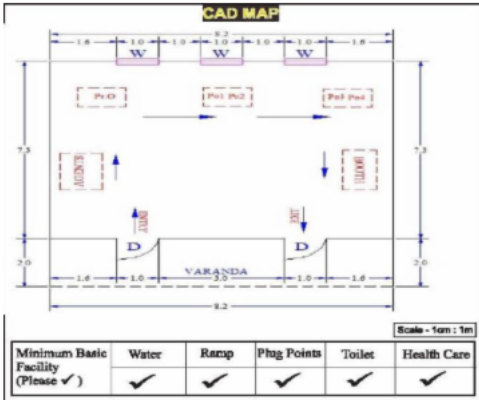 CAD MAP
8.2
1.6 1.0 1.0 1.0 1.0 1.0 1.6
W W W
Pr.O Po1 Po2 Po3 Po4
7.3 7.3
AGENTS BOOTH
ENTRY EXIT
D D
2.0 VARANDA 2.0
1.6 1.0 3.0 1.0 1.6
8.2
Scale - 1cm : 1m
Minimum Basic Facility (Please ✓) Water Ramp Plug Points Toilet Health Care
✓ ✓ ✓ ✓ ✓